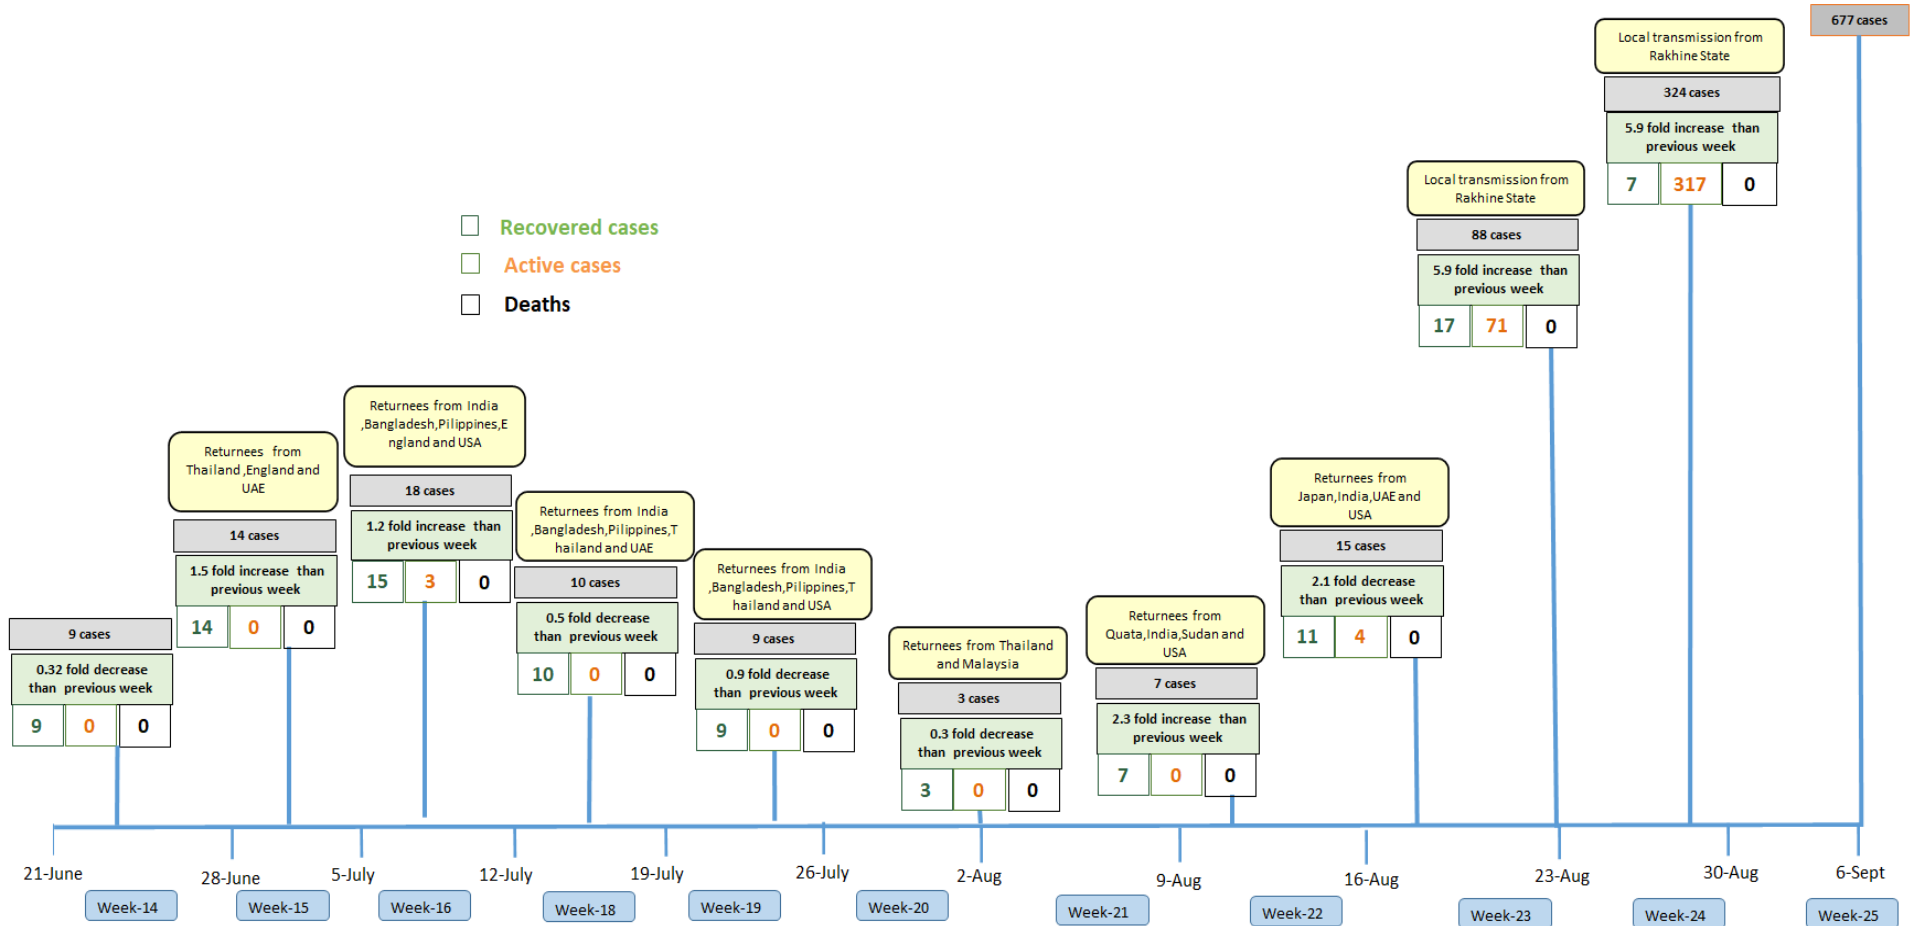 677 cases
Local transmission from
Rakhine State
324 cases
5.9 fold increase than
previous week
7 317 0
Local transmission from
Rakhine State
88 cases
5.9 fold increase than
previous week
17 71 0
Recovered cases
Active cases
Deaths
Returnees from India
,Bangladesh,Pilippines,E
ngland and USA
18 cases
1.2 fold increase than
previous week
15 3 0
Returnees from
Thailand ,England and
UAE
14 cases
1.5 fold increase than
previous week
14 0 0
Returnees from India
,Bangladesh,Pilippines,T
hailand and UAE
10 cases
0.5 fold decrease
than previous week
10 0 0
Returnees from India
,Bangladesh,Pilippines,T
hailand and USA
9 cases
0.9 fold decrease
than previous week
9 0 0
Returnees from
Japan,India,UAE and
USA
15 cases
2.1 fold decrease
than previous week
11 4 0
9 cases
0.32 fold decrease
than previous week
9 0 0
Returnees from Thailand
and Malaysia
3 cases
0.3 fold decrease
than previous week
3 0 0
Returnees from
Quata,India,Sudan and
USA
7 cases
2.3 fold increase than
previous week
7 0 0
21-June 28-June 5-July 12-July 19-July 26-July 2-Aug 9-Aug 16-Aug 23-Aug 30-Aug 6-Sept
Week-14 Week-15 Week-16 Week-18 Week-19 Week-20 Week-21 Week-22 Week-23 Week-24 Week-25